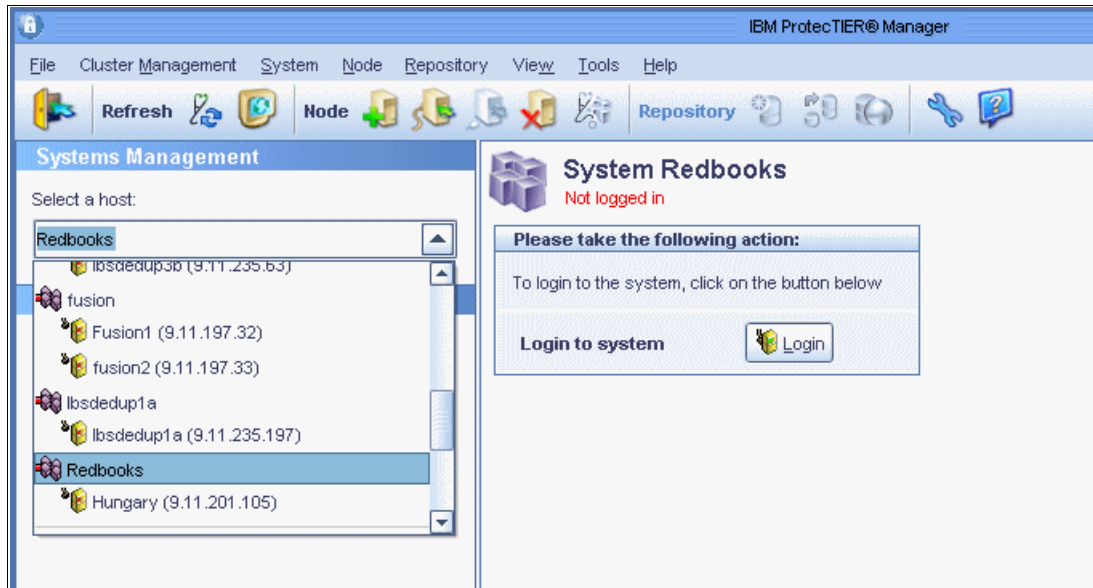 IBM ProtecTIER® Manager
File Cluster Management System Node Repository View Tools Help
Refresh Node Repository
Systems Management
Select a host:
Redbooks
lbsdedup3b (9.11.235.63)
fusion
Fusion1 (9.11.197.32)
fusion2 (9.11.197.33)
lbsdedup1a
lbsdedup1a (9.11.235.197)
Redbooks
Hungary (9.11.201.105)
System Redbooks
Not logged in
Please take the following action:
To login to the system, click on the button below
Login to system Login